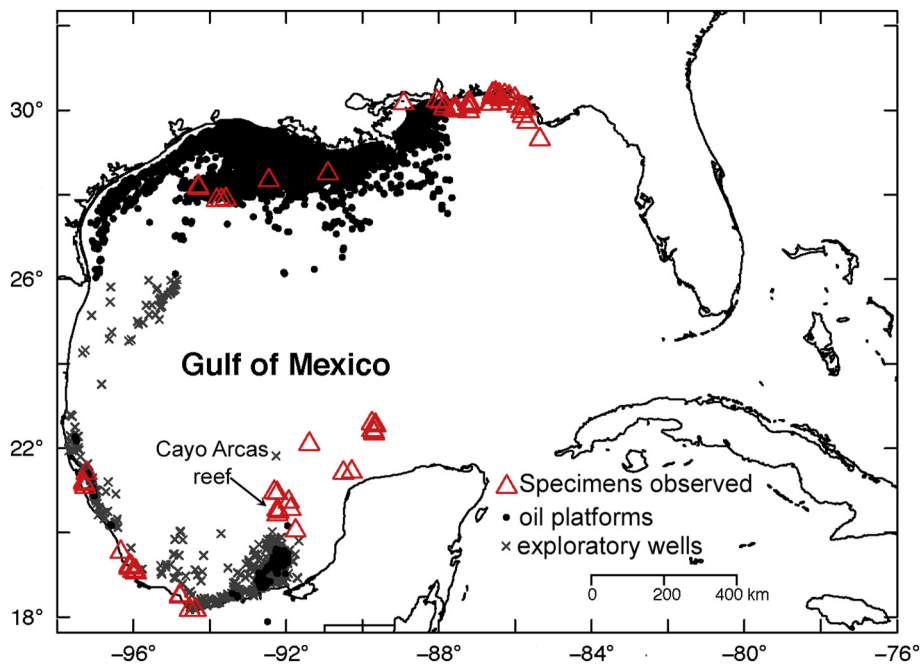 30°
26°
Gulf of Mexico
22°
Cayo Arcas
reef
Specimens observed
oil platforms
exploratory wells
0 200 400 km
18°
–96° –92° –88° –84° –80° –76°